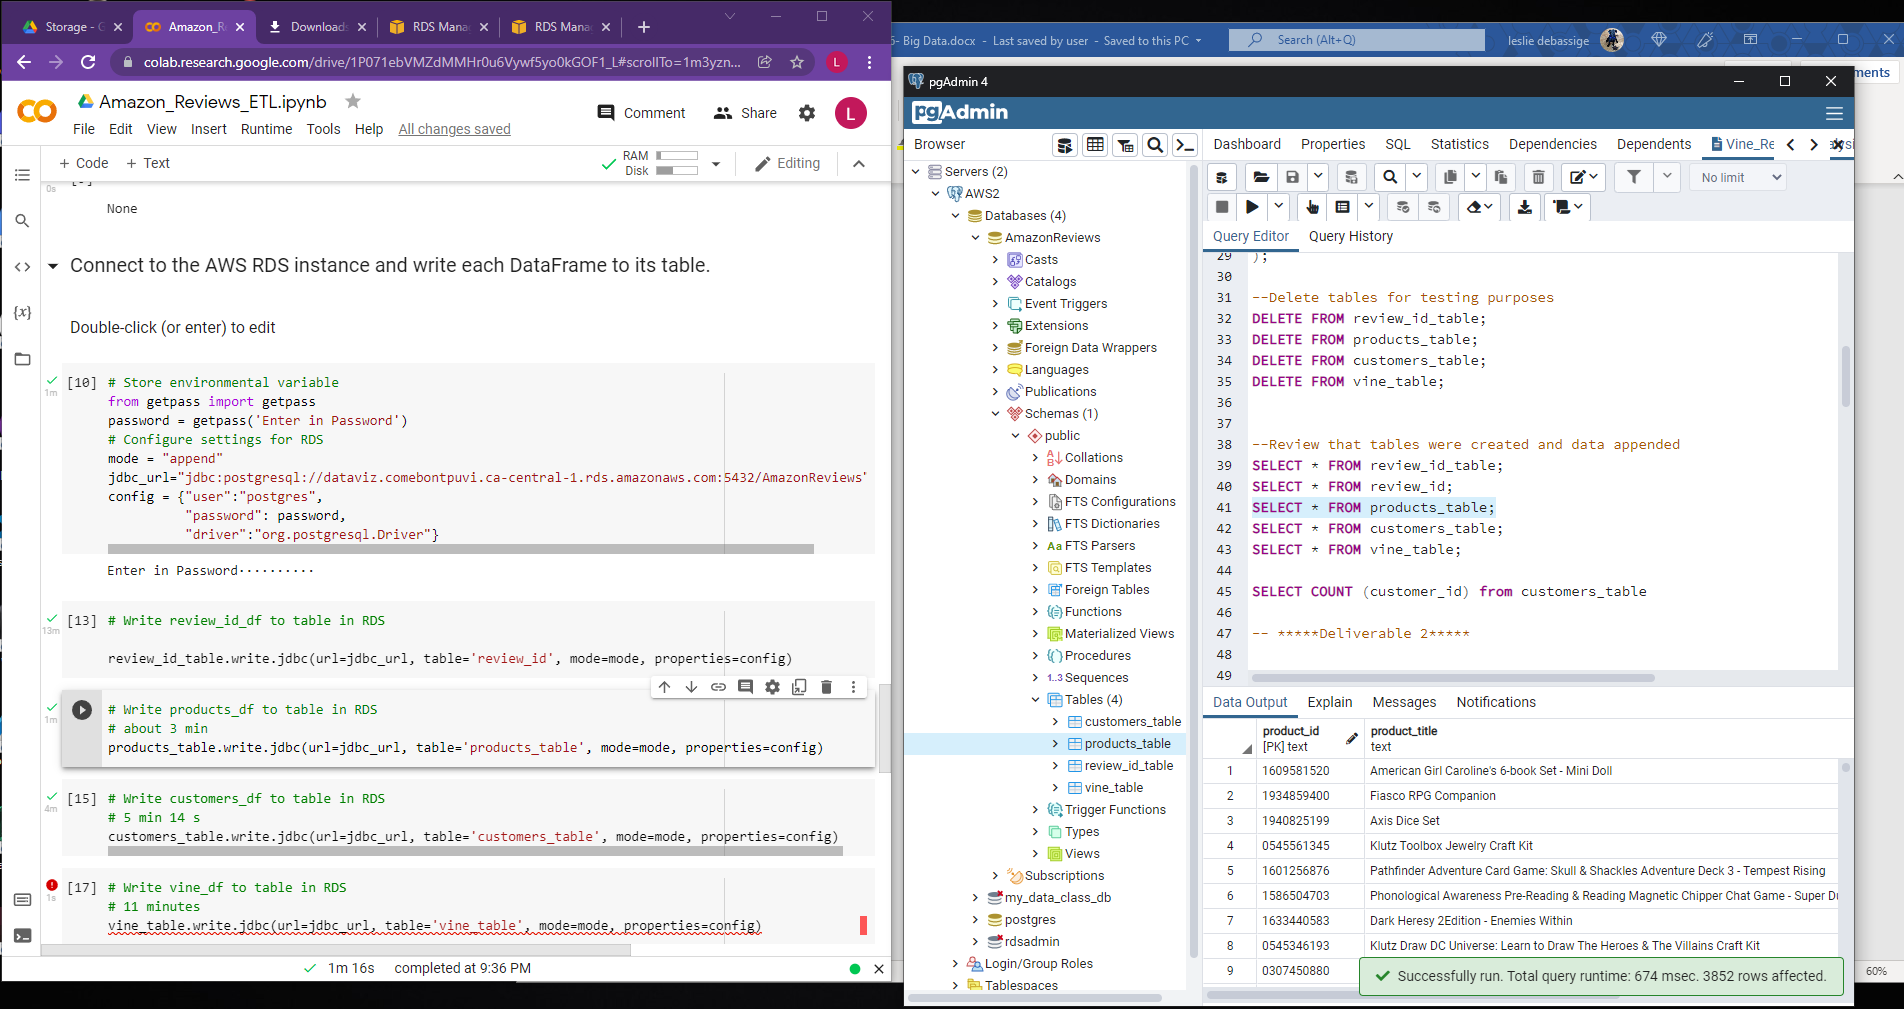 Storage - G
Amazon_R
Downloads
RDS Mana
RDS Mana
colab.research.google.com/drive/1P071ebVMZdMMHr0u6Vywf5yo0kGOF1_L#scrollTo=1m3yzn...
L
Amazon_Reviews_ETL.ipynb
Comment
Share
L
File Edit View Insert Runtime Tools Help All changes saved
+ Code + Text
RAM
Disk
Editing
0s
None
Connect to the AWS RDS instance and write each DataFrame to its table.
Double-click (or enter) to edit
1m
[10] # Store environmental variable
from getpass import getpass
password = getpass('Enter in Password')
# Configure settings for RDS
mode = "append"
jdbc_url="jdbc:postgresql://dataviz.comebontpuvi.ca-central-1.rds.amazonaws.com:5432/AmazonReviews"
config = {"user":"postgres",
"password": password,
"driver":"org.postgresql.Driver"}
Enter in Password··········
13m
[13] # Write review_id_df to table in RDS
review_id_table.write.jdbc(url=jdbc_url, table='review_id', mode=mode, properties=config)
1m
# Write products_df to table in RDS
# about 3 min
products_table.write.jdbc(url=jdbc_url, table='products_table', mode=mode, properties=config)
4m
[15] # Write customers_df to table in RDS
# 5 min 14 s
customers_table.write.jdbc(url=jdbc_url, table='customers_table', mode=mode, properties=config)
1s
[17] # Write vine_df to table in RDS
# 11 minutes
vine_table.write.jdbc(url=jdbc_url, table='vine_table', mode=mode, properties=config)
1m 16s completed at 9:36 PM
- Big Data.docx - Last saved by user - Saved to this PC
Search (Alt+Q)
leslie debassige
pgAdmin 4
pgAdmin
Browser
Dashboard Properties SQL Statistics Dependencies Dependents Vine_Re
Servers (2)
AWS2
Databases (4)
AmazonReviews
Casts
Catalogs
Event Triggers
Extensions
Foreign Data Wrappers
Languages
Publications
Schemas (1)
public
Collations
Domains
FTS Configurations
FTS Dictionaries
Aa FTS Parsers
FTS Templates
Foreign Tables
Functions
Materialized Views
Procedures
1..3 Sequences
Tables (4)
customers_table
products_table
review_id_table
vine_table
Trigger Functions
Types
Views
Subscriptions
my_data_class_db
postgres
rdsadmin
Login/Group Roles
Tablespaces
No limit
Query Editor Query History
29 );
30
31 --Delete tables for testing purposes
32 DELETE FROM review_id_table;
33 DELETE FROM products_table;
34 DELETE FROM customers_table;
35 DELETE FROM vine_table;
36
37
38 --Review that tables were created and data appended
39 SELECT * FROM review_id_table;
40 SELECT * FROM review_id;
41 SELECT * FROM products_table;
42 SELECT * FROM customers_table;
43 SELECT * FROM vine_table;
44
45 SELECT COUNT (customer_id) from customers_table
46
47 -- *****Deliverable 2*****
48
49
Data Output Explain Messages Notifications
product_id
[PK] text
product_title
text
1 1609581520 American Girl Caroline's 6-book Set - Mini Doll
2 1934859400 Fiasco RPG Companion
3 1940825199 Axis Dice Set
4 0545561345 Klutz Toolbox Jewelry Craft Kit
5 1601256876 Pathfinder Adventure Card Game: Skull & Shackles Adventure Deck 3 - Tempest Rising
6 1586504703 Phonological Awareness Pre-Reading & Reading Magnetic Chipper Chat Game - Super Du
7 1633440583 Dark Heresy 2Edition - Enemies Within
8 0545346193 Klutz Draw DC Universe: Learn to Draw The Heroes & The Villains Craft Kit
9 0307450880
Successfully run. Total query runtime: 674 msec. 3852 rows affected.
60%